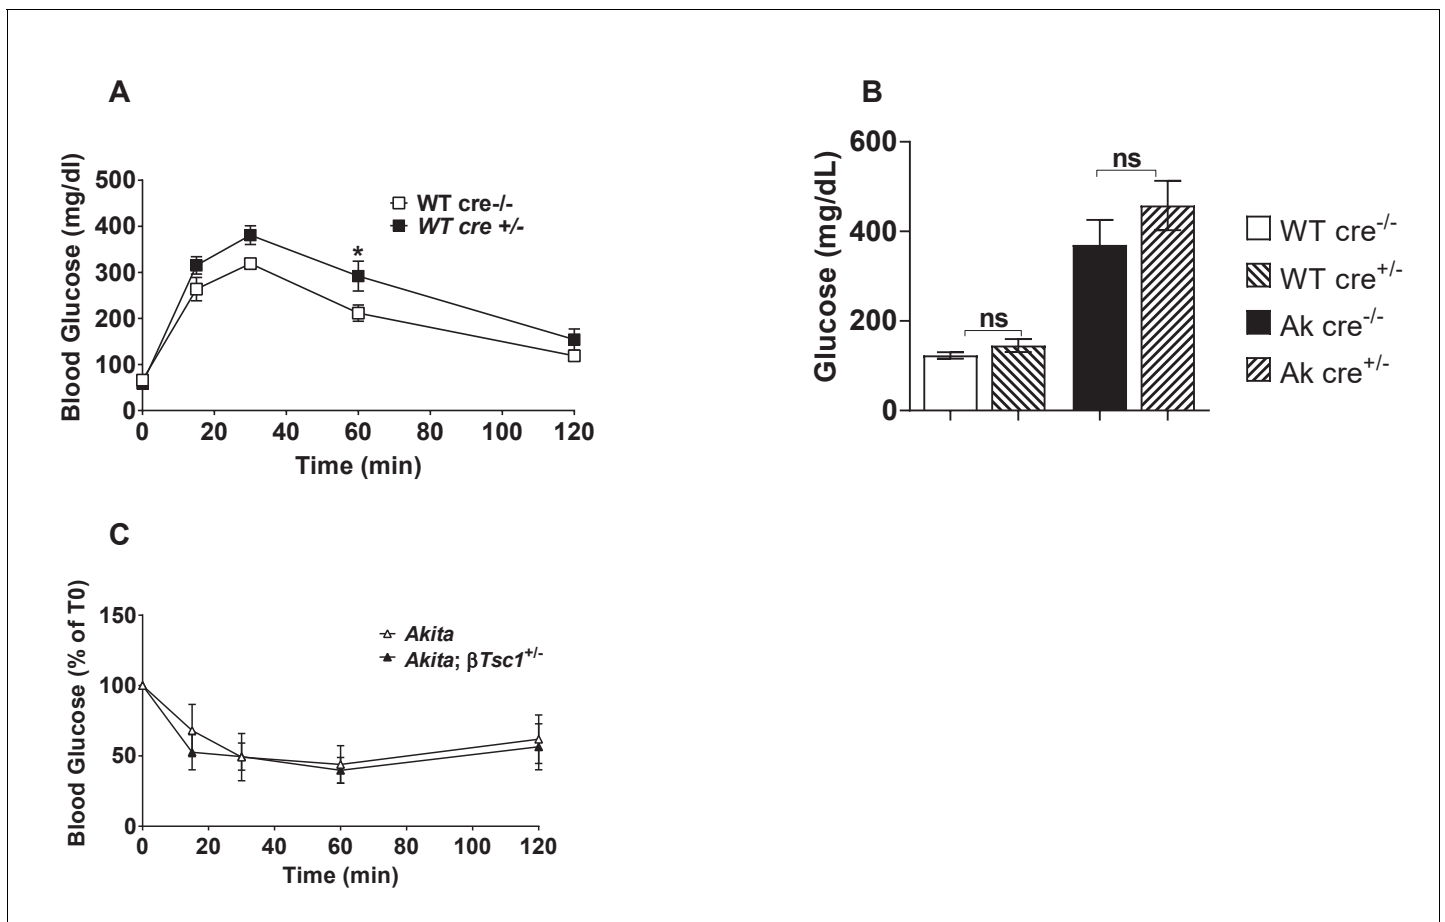 A
Blood Glucose (mg/dl)
500
400
300
200
100
0
WT cre-/-
WT cre +/-
*
0 20 40 60 80 100 120
Time (min)
B
Glucose (mg/dL)
600
400
200
0
ns
ns
WT cre-/-
WT cre+/-
Ak cre-/-
Ak cre+/-
C
Blood Glucose (% of T0)
150
100
50
0
Akita
Akita; βTsc1+/-
0 20 40 60 80 100 120
Time (min)